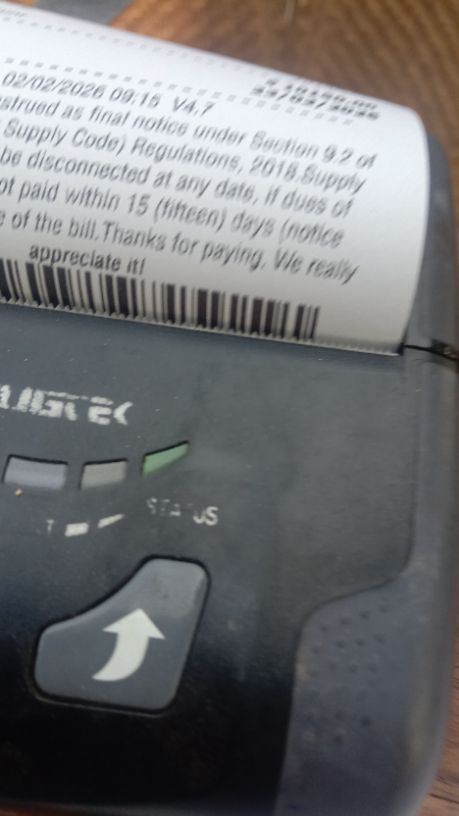 02/02/2026 09:15 V4.7
strued as final notice under Section 9.2 of
Supply Code) Regulations, 2018.Supply
be disconnected at any date, if dues of
ot paid within 15 (fifteen) days (notice
e of the bill.Thanks for paying. We really
appreciate it!
STATUS